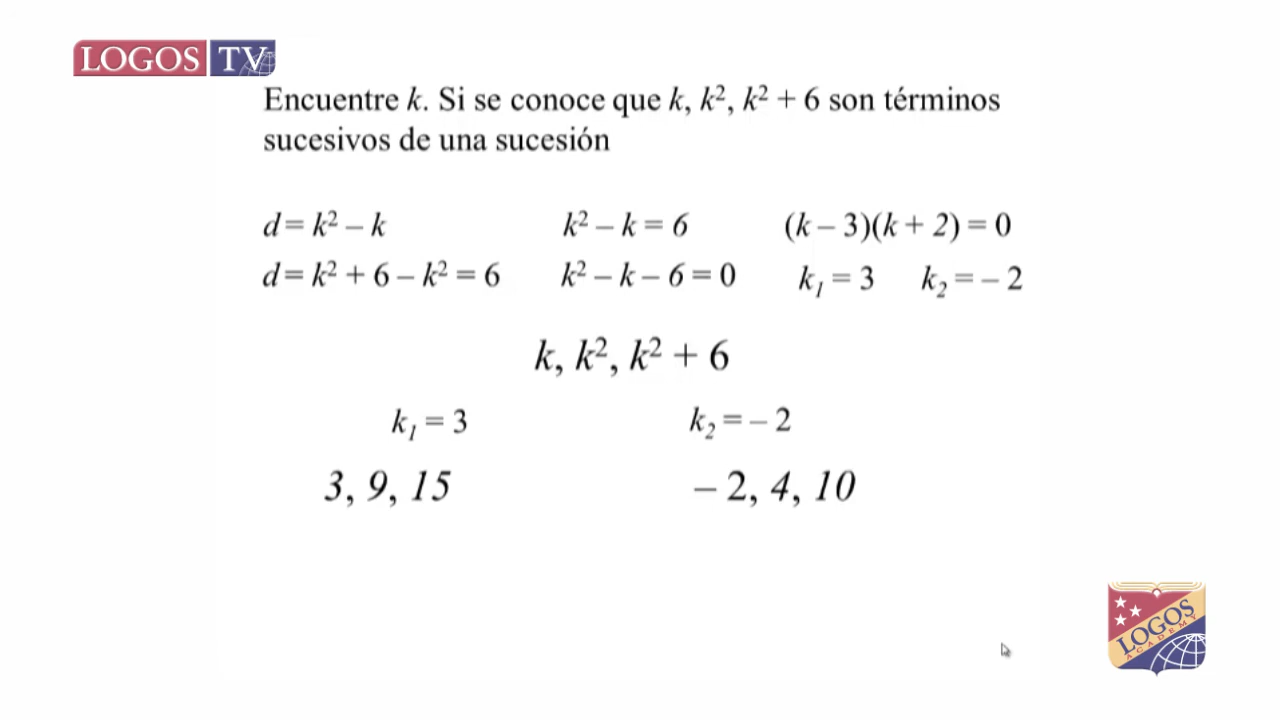 LOGOS TV
Encuentre k. Si se conoce que k, k², k² + 6 son términos
sucesivos de una sucesión
d = k² – k
d = k² + 6 – k² = 6
k² – k = 6
k² – k – 6 = 0
(k – 3)(k + 2) = 0
k₁ = 3 k₂ = – 2
k, k², k² + 6
k₁ = 3
3, 9, 15
k₂ = – 2
– 2, 4, 10
LOGOS
ACADEMY